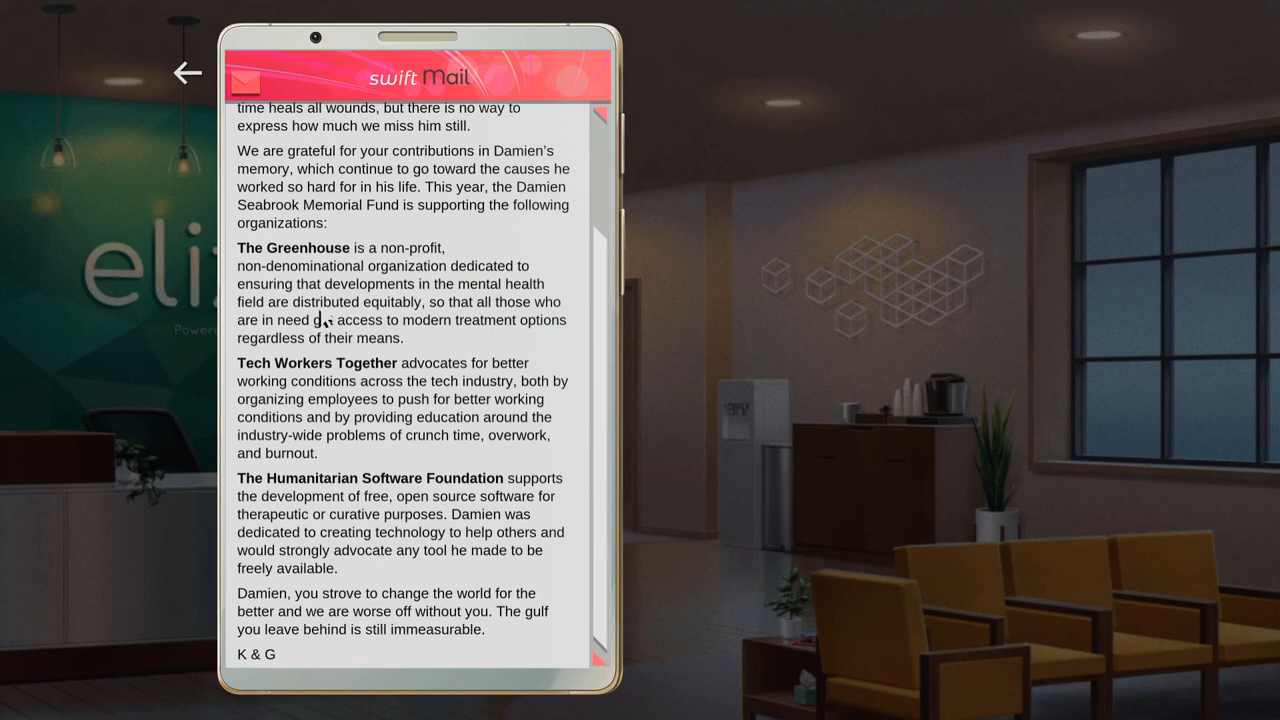 swift Mail
time heals all wounds, but there is no way to
express how much we miss him still.
We are grateful for your contributions in Damien’s
memory, which continue to go toward the causes he
worked so hard for in his life. This year, the Damien
Seabrook Memorial Fund is supporting the following
organizations:
The Greenhouse is a non-profit,
non-denominational organization dedicated to
ensuring that developments in the mental health
field are distributed equitably, so that all those who
are in need access to modern treatment options
regardless of their means.
Tech Workers Together advocates for better
working conditions across the tech industry, both by
organizing employees to push for better working
conditions and by providing education around the
industry-wide problems of crunch time, overwork,
and burnout.
The Humanitarian Software Foundation supports
the development of free, open source software for
therapeutic or curative purposes. Damien was
dedicated to creating technology to help others and
would strongly advocate any tool he made to be
freely available.
Damien, you strove to change the world for the
better and we are worse off without you. The gulf
you leave behind is still immeasurable.
K & G
eli
Powere